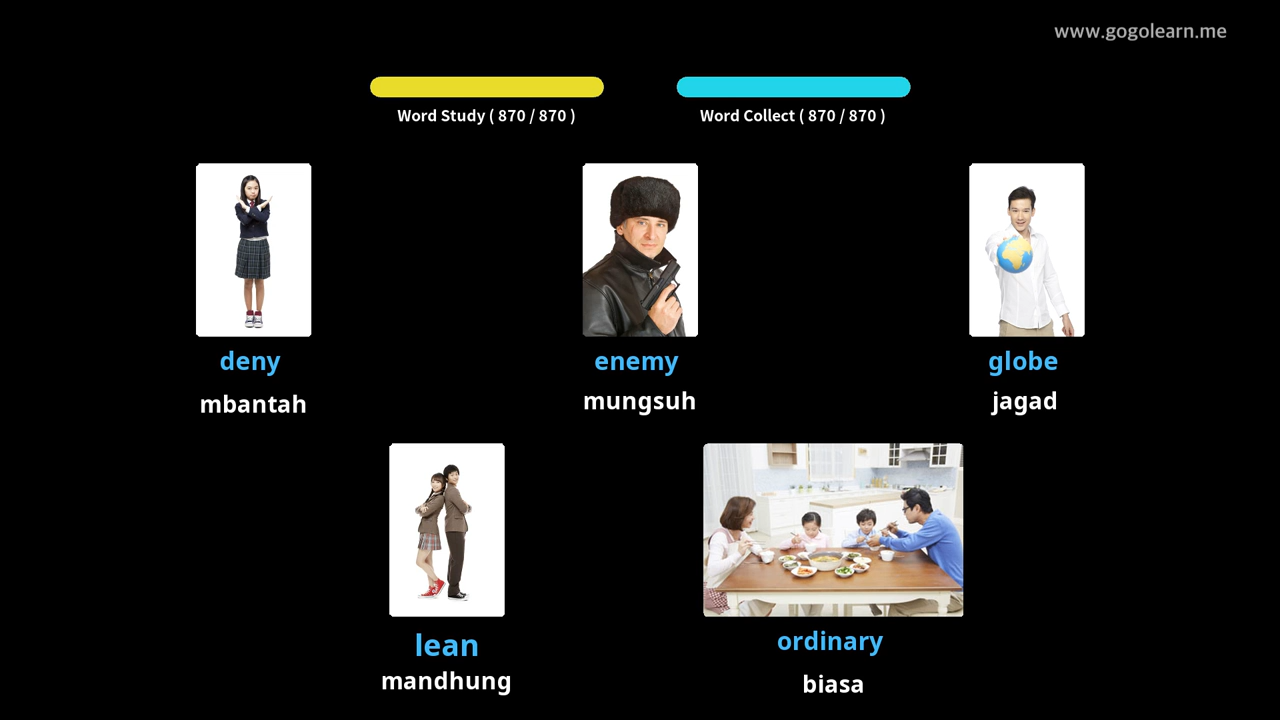 www.gogolearn.me
Word Study ( 870 / 870 )
Word Collect ( 870 / 870 )
deny
mbantah
enemy
mungsuh
globe
jagad
lean
mandhung
ordinary
biasa